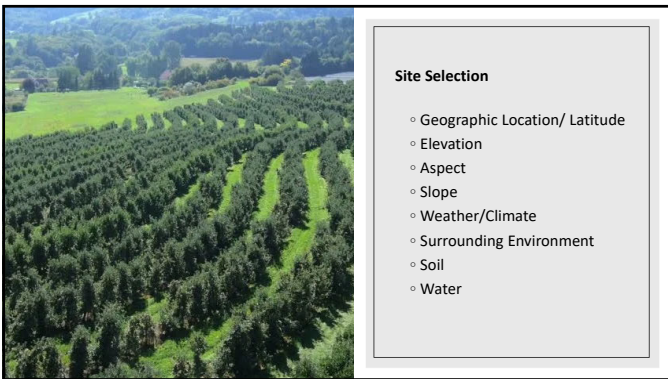 Site Selection
◦ Geographic Location/ Latitude
◦ Elevation
◦ Aspect
◦ Slope
◦ Weather/Climate
◦ Surrounding Environment
◦ Soil
◦ Water